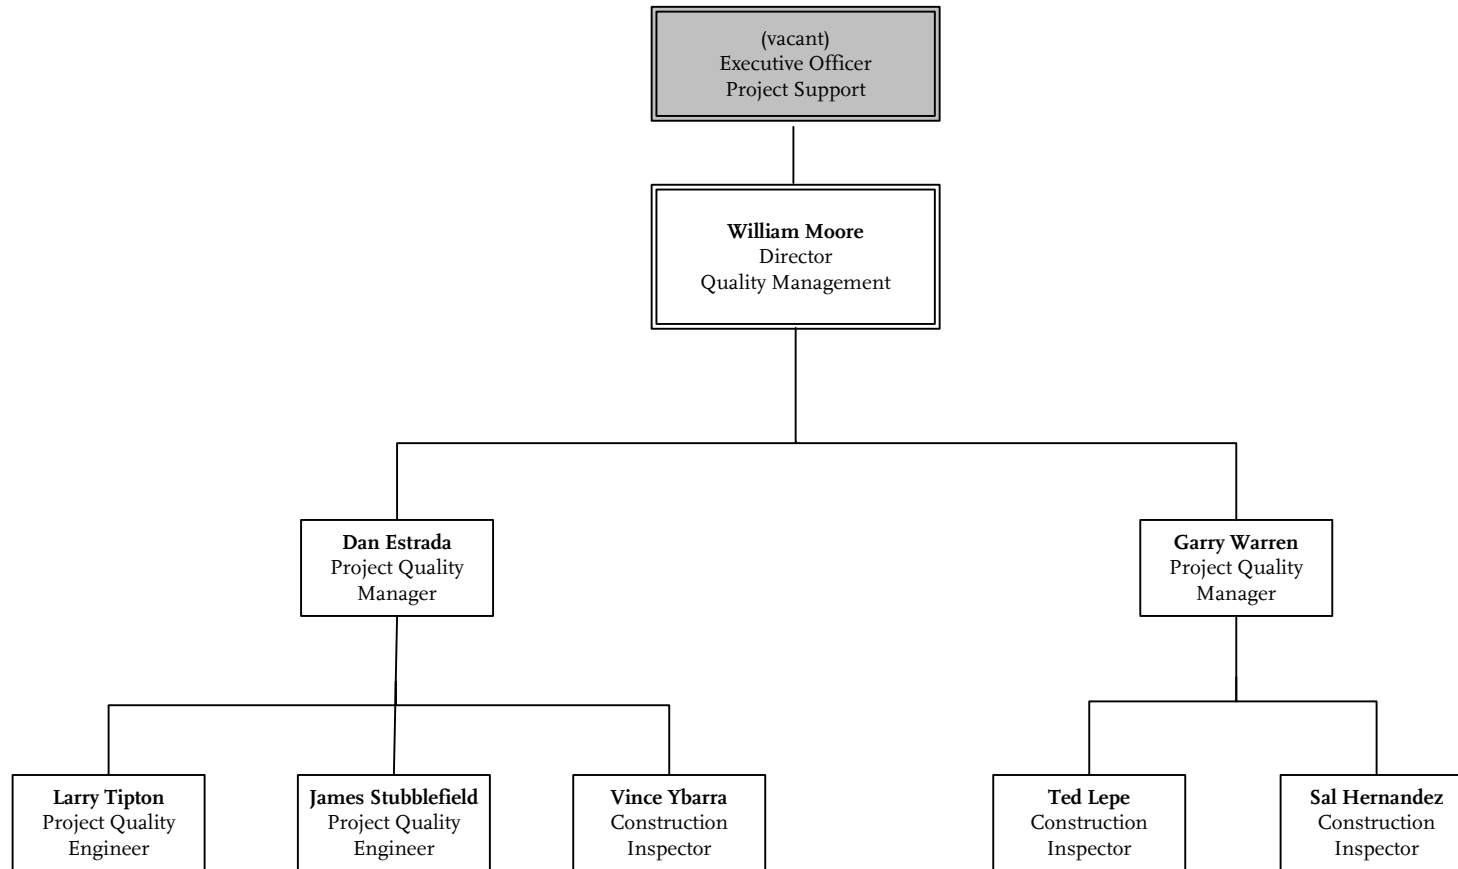 (vacant)
Executive Officer
Project Support
William Moore
Director
Quality Management
Dan Estrada
Project Quality
Manager
Garry Warren
Project Quality
Manager
Larry Tipton
Project Quality
Engineer
James Stubblefield
Project Quality
Engineer
Vince Ybarra
Construction
Inspector
Ted Lepe
Construction
Inspector
Sal Hernandez
Construction
Inspector